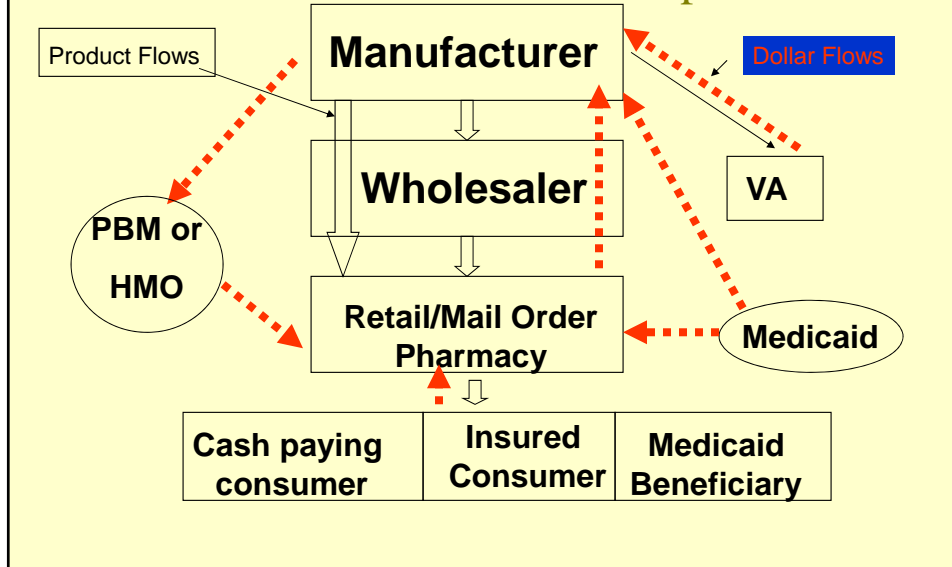 Manufacturer
Product Flows
Dollar Flows
Wholesaler
VA
PBM or
HMO
Retail/Mail Order
Pharmacy
Medicaid
Cash paying
consumer
Insured
Consumer
Medicaid
Beneficiary